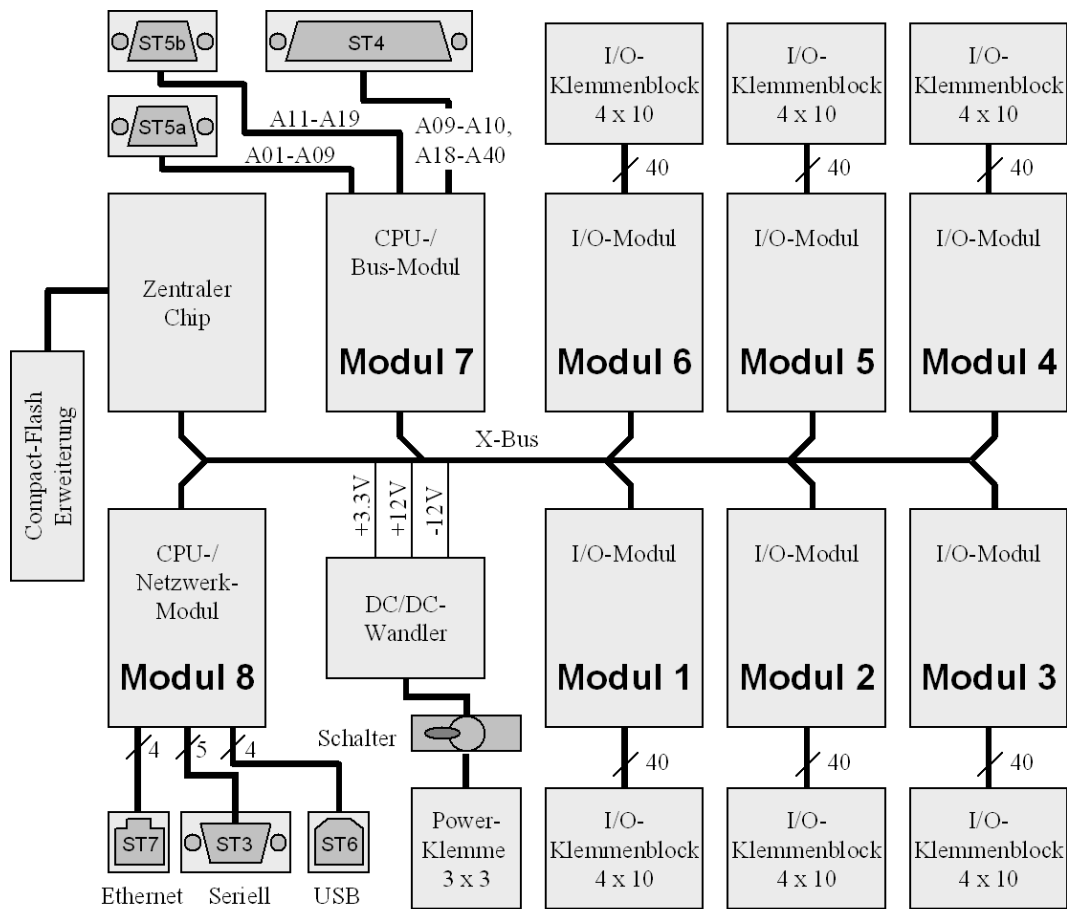 ST5b
ST4
I/O-
Klemmenblock
4 x 10
I/O-
Klemmenblock
4 x 10
I/O-
Klemmenblock
4 x 10
ST5a
A11-A19
A01-A09
A09-A10,
A18-A40
40
40
40
Zentraler
Chip
CPU-/
Bus-Modul
Modul 7
I/O-Modul
Modul 6
I/O-Modul
Modul 5
I/O-Modul
Modul 4
Compact-Flash
Erweiterung
X-Bus
+3.3V
+12V
-12V
CPU-/
Netzwerk-
Modul
Modul 8
DC/DC-
Wandler
I/O-Modul
Modul 1
I/O-Modul
Modul 2
I/O-Modul
Modul 3
4
5
4
Schalter
40
40
40
ST7
ST3
ST6
Ethernet
Seriell
USB
Power-
Klemme
3 x 3
I/O-
Klemmenblock
4 x 10
I/O-
Klemmenblock
4 x 10
I/O-
Klemmenblock
4 x 10